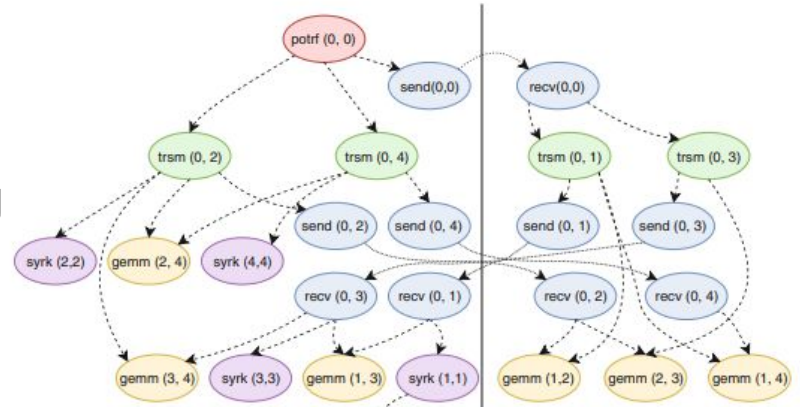 potrf (0, 0)
send(0,0)
recv(0,0)
trsm (0, 2)
trsm (0, 4)
trsm (0, 1)
trsm (0, 3)
send (0, 2)
send (0, 4)
send (0, 1)
send (0, 3)
syrk (2,2)
gemm (2, 4)
syrk (4,4)
recv (0, 3)
recv (0, 1)
recv (0, 2)
recv (0, 4)
gemm (3, 4)
syrk (3,3)
gemm (1, 3)
syrk (1,1)
gemm (1,2)
gemm (2, 3)
gemm (1, 4)